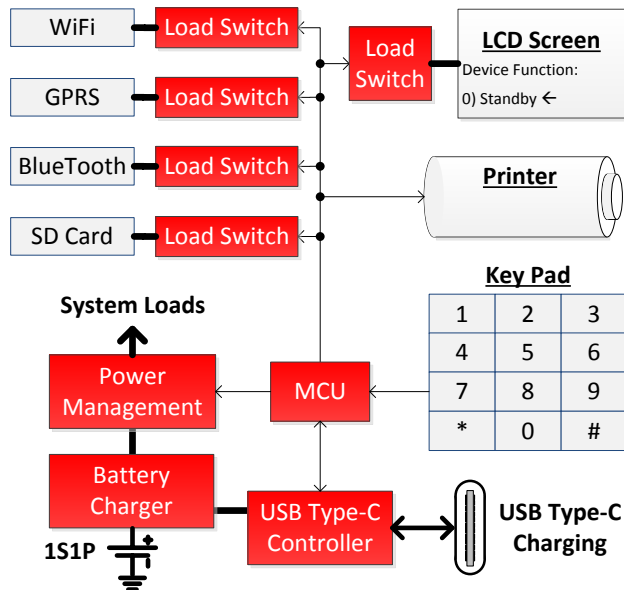 WiFi
Load Switch
GPRS
Load Switch
BlueTooth
Load Switch
SD Card
Load Switch
Load
Switch
LCD Screen
Device Function:
0) Standby ←
Printer
Key Pad
1 2 3
4 5 6
7 8 9
* 0 #
System Loads
Power
Management
MCU
Battery
Charger
USB Type-C
Controller
USB Type-C
Charging
1S1P
+
-